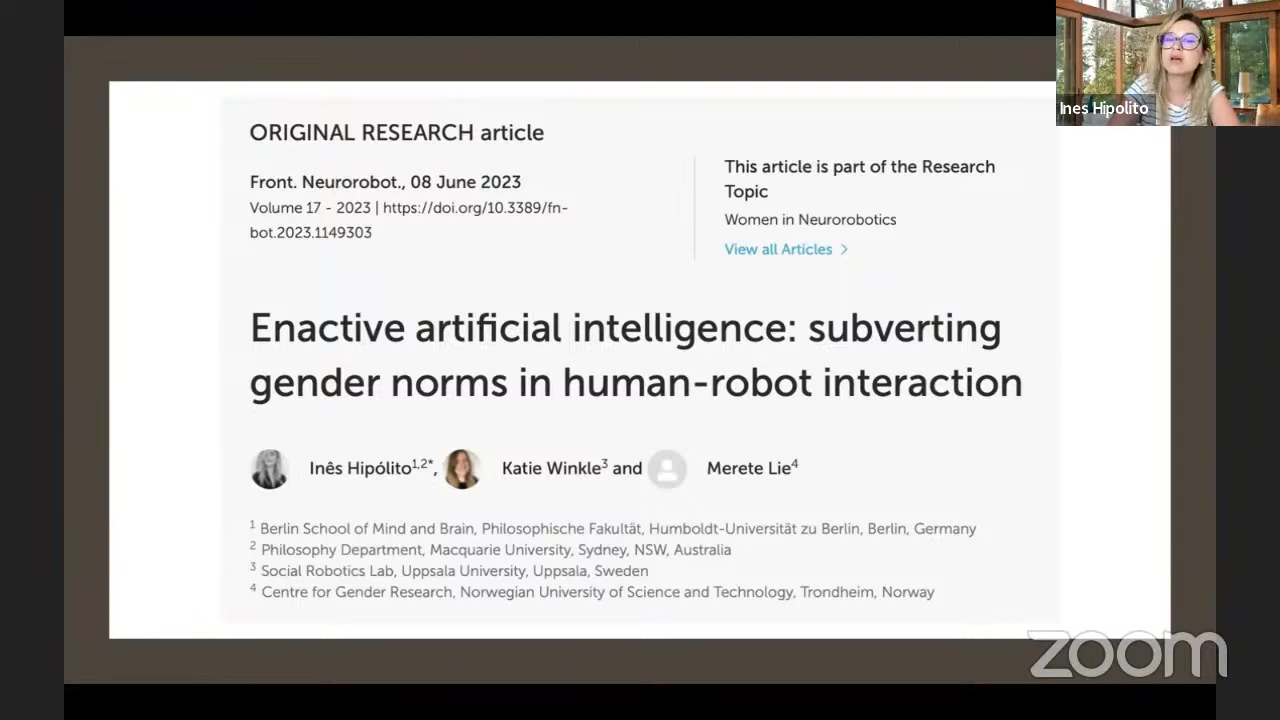 ORIGINAL RESEARCH article
Front. Neurorobot., 08 June 2023
Volume 17 - 2023 | https://doi.org/10.3389/fn-
bot.2023.1149303
This article is part of the Research
Topic
Women in Neurorobotics
View all Articles >
Enactive artificial intelligence: subverting
gender norms in human-robot interaction
Inês Hipólito1,2*, Katie Winkle3 and Merete Lie4
1 Berlin School of Mind and Brain, Philosophische Fakultät, Humboldt-Universität zu Berlin, Berlin, Germany
2 Philosophy Department, Macquarie University, Sydney, NSW, Australia
3 Social Robotics Lab, Uppsala University, Uppsala, Sweden
4 Centre for Gender Research, Norwegian University of Science and Technology, Trondheim, Norway
Ines Hipolito
zoom